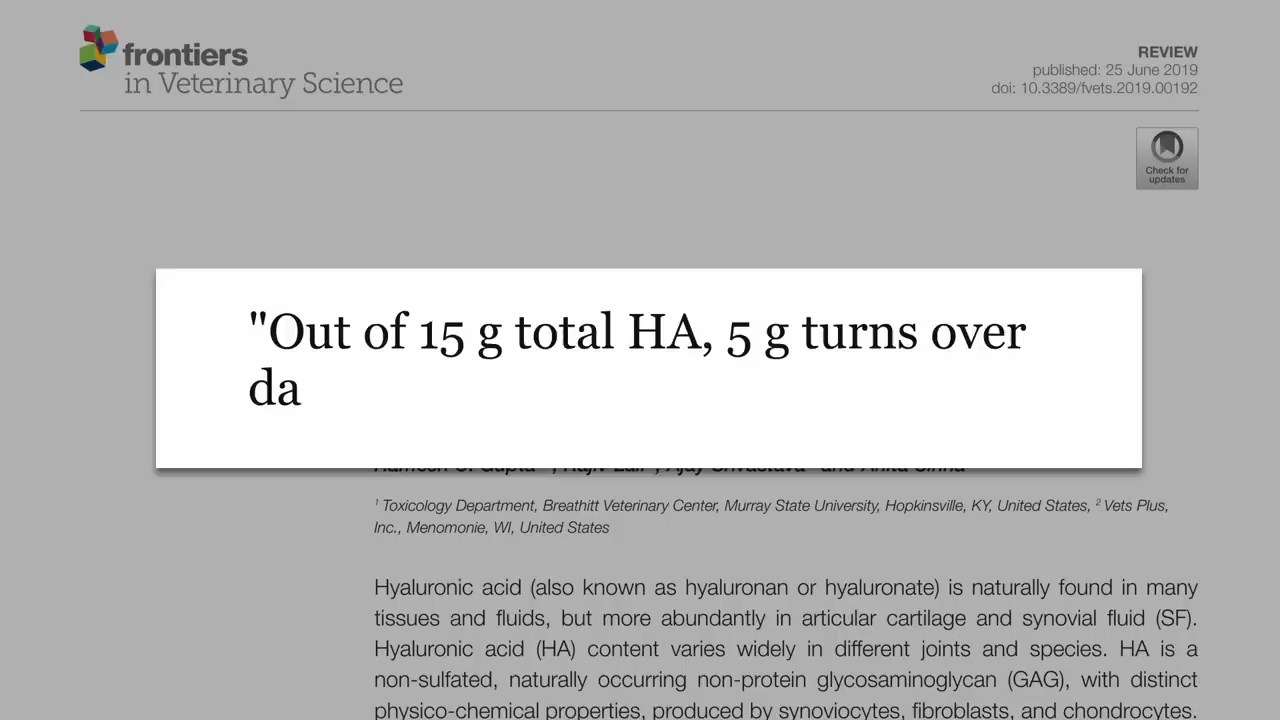 frontiers
in Veterinary Science
REVIEW
published: 25 June 2019
doi: 10.3389/fvets.2019.00192
Check for
updates
"Out of 15 g total HA, 5 g turns over
da
1 Toxicology Department, Breathitt Veterinary Center, Murray State University, Hopkinsville, KY, United States, 2 Vets Plus,
Inc., Menomonie, WI, United States
Hyaluronic acid (also known as hyaluronan or hyaluronate) is naturally found in many
tissues and fluids, but more abundantly in articular cartilage and synovial fluid (SF).
Hyaluronic acid (HA) content varies widely in different joints and species. HA is a
non-sulfated, naturally occurring non-protein glycosaminoglycan (GAG), with distinct
physico-chemical properties, produced by synoviocytes, fibroblasts, and chondrocytes.